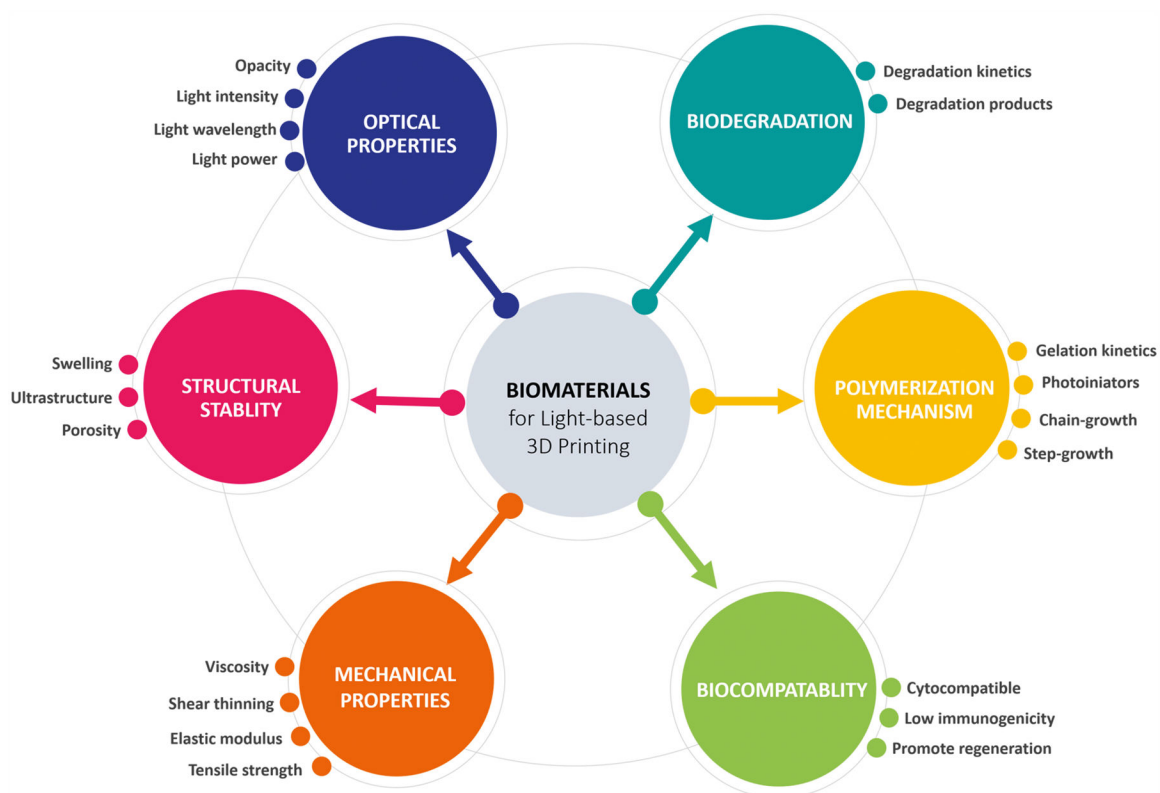 Opacity
Light intensity
Light wavelength
Light power
OPTICAL
PROPERTIES
BIODEGRADATION
Degradation kinetics
Degradation products
Swelling
Ultrastructure
Porosity
STRUCTURAL
STABLITY
BIOMATERIALS
for Light-based
3D Printing
POLYMERIZATION
MECHANISM
Gelation kinetics
Photoiniators
Chain-growth
Step-growth
Viscosity
Shear thinning
Elastic modulus
Tensile strength
MECHANICAL
PROPERTIES
BIOCOMPATABLITY
Cytocompatible
Low immunogenicity
Promote regeneration